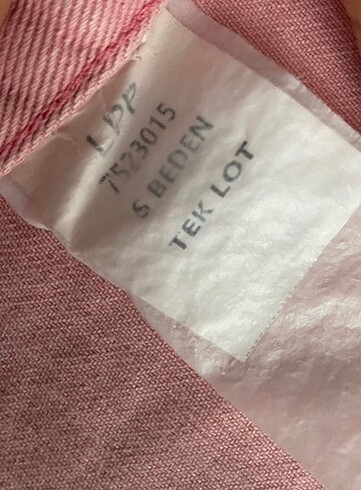 LPP
7523015
S BEDEN
TEK LOT